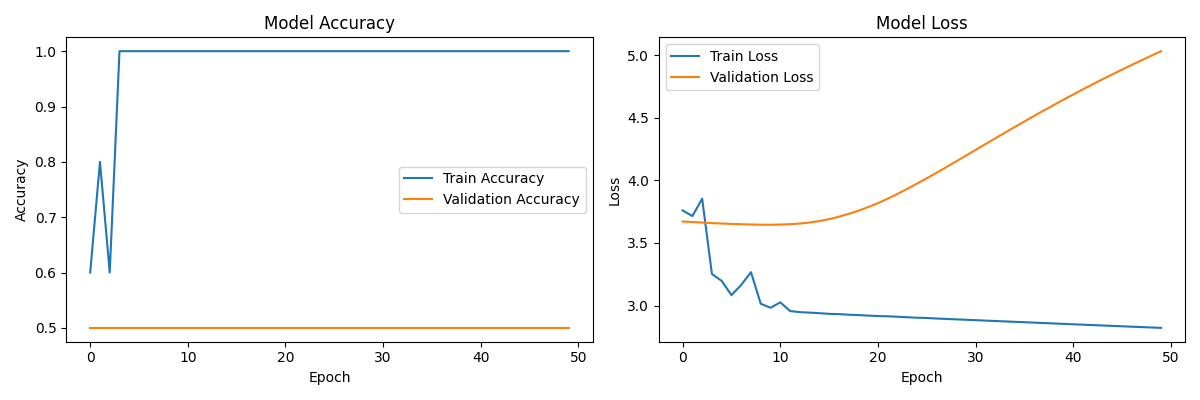 Model Accuracy
1.0
0.9
0.8
0.7
0.6
0.5
Accuracy
Train Accuracy
Validation Accuracy
0 10 20 30 40 50
Epoch
Model Loss
Train Loss
Validation Loss
5.0
4.5
4.0
3.5
3.0
Loss
0 10 20 30 40 50
Epoch